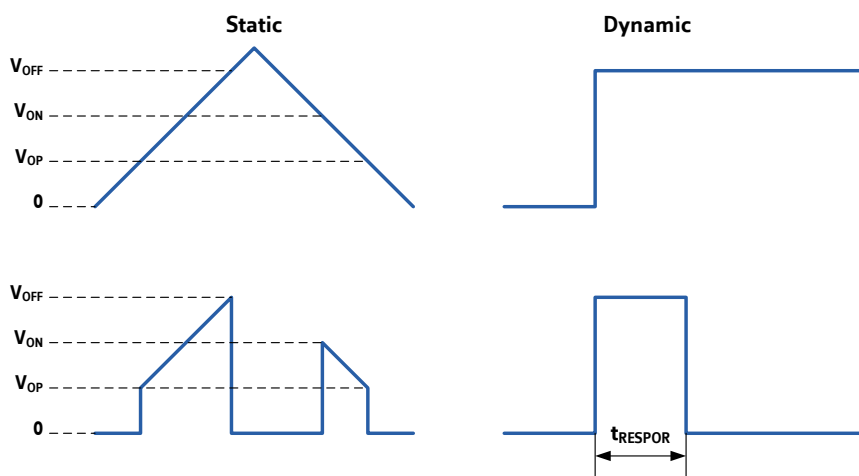 Static
Dynamic
VOFF
VON
VOP
0
VOFF
VON
VOP
0
tRESPOR